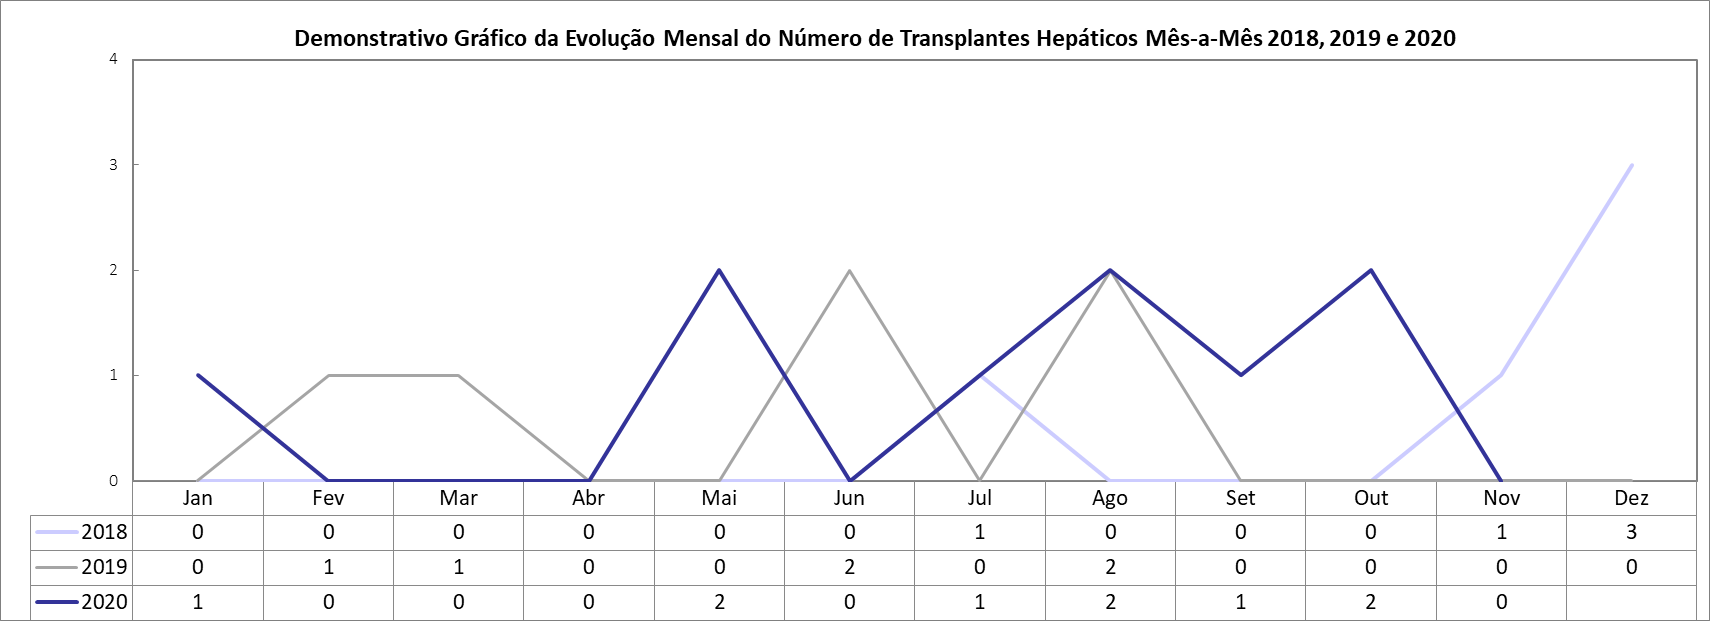 Demonstrativo Gráfico da Evolução Mensal do Número de Transplantes Hepáticos Mês-a-Mês 2018, 2019 e 2020
4
3
2
1
0
Jan Fev Mar Abr Mai Jun Jul Ago Set Out Nov Dez
2018 0 0 0 0 0 0 1 0 0 0 1 3
2019 0 1 1 0 0 2 0 2 0 0 0 0
2020 1 0 0 0 2 0 1 2 1 2 0